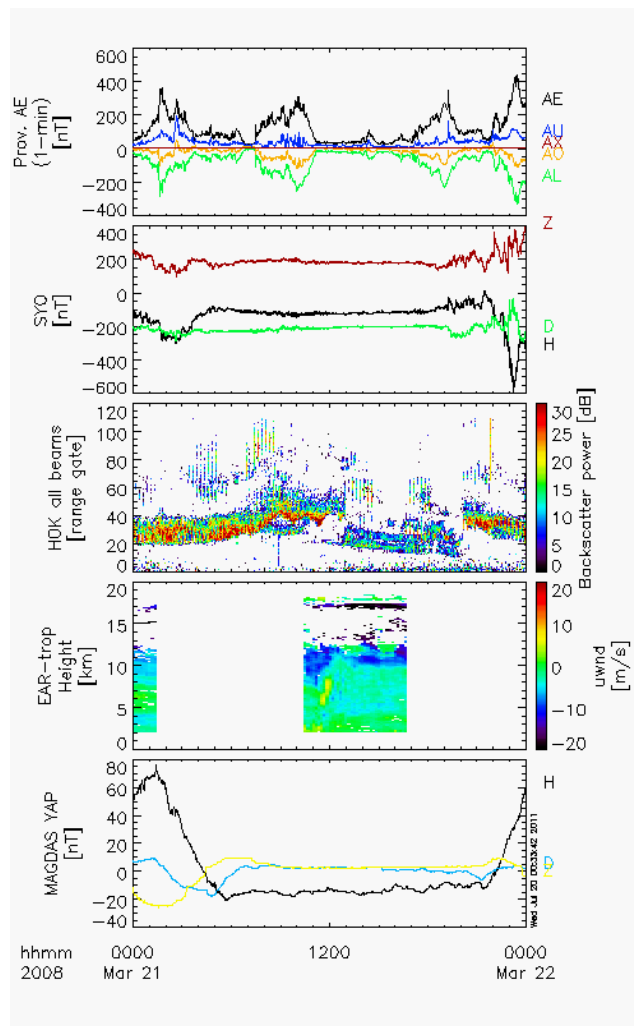 Prov. AE
(1-min)
[nT]
600
400
200
0
-200
-400
AE
AU
AX
AO
AL
SYO
[nT]
400
200
0
-200
-400
-600
Z
D
H
HOK all beams
[range gate]
120
100
80
60
40
20
0
30
25
20
15
10
5
0
Backscatter power [dB]
EAR-trop
Height
[km]
20
15
10
5
0
20
10
0
-10
-20
uwnd
[m/s]
MAGDAS YAP
[nT]
80
60
40
20
0
-20
-40
H
D
Z
hhmm
0000
1200
0000
2008
Mar 21
Mar 22